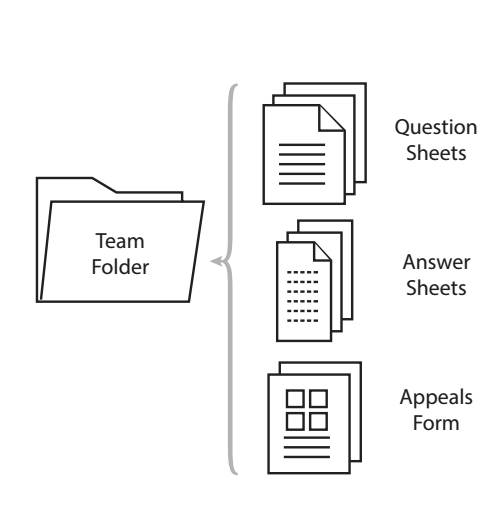 Question
Sheets
Team
Folder
Answer
Sheets
Appeals
Form